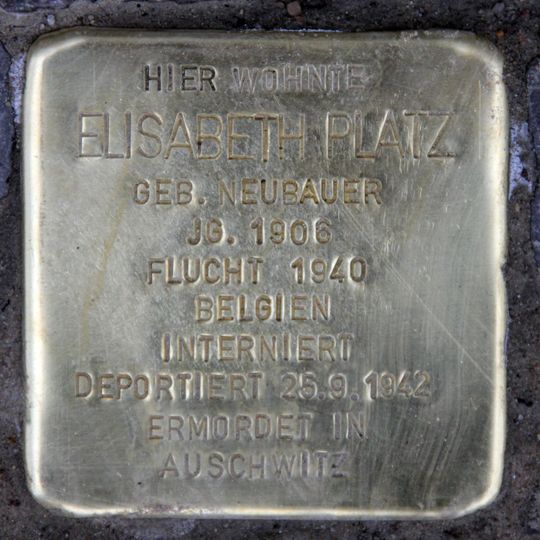 HIER WOHNTE
ELISABETH PLATZ
GEB. NEUBAUER
JG. 1906
FLUCHT 1940
BELGIEN
INTERNIERT
DEPORTIERT 25.9.1942
ERMORDET IN
AUSCHWITZ